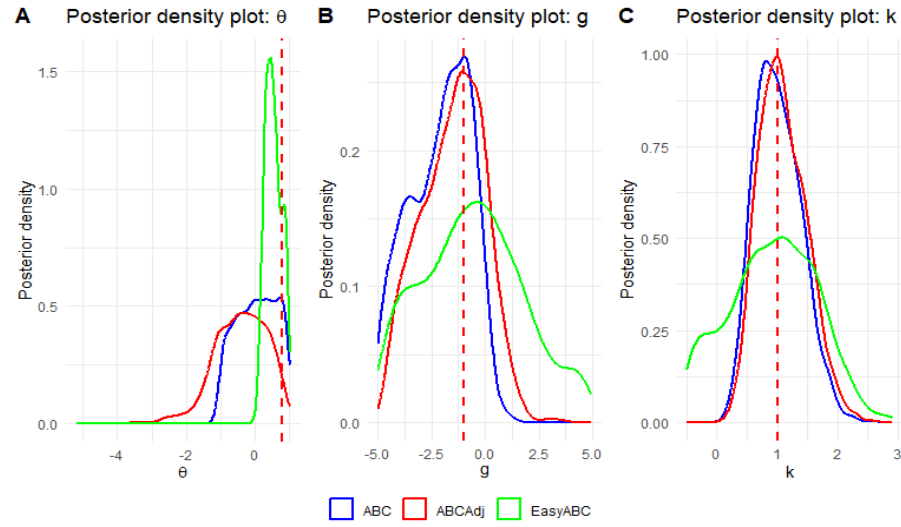 A Posterior density plot: θ
Posterior density
1.5
1.0
0.5
0.0
-4
-2
0
θ
B Posterior density plot: g
Posterior density
0.2
0.1
0.0
-5.0
-2.5
0.0
2.5
5.0
g
C Posterior density plot: k
Posterior density
1.00
0.75
0.50
0.25
0.00
0
1
2
3
k
ABC
ABCAdj
EasyABC